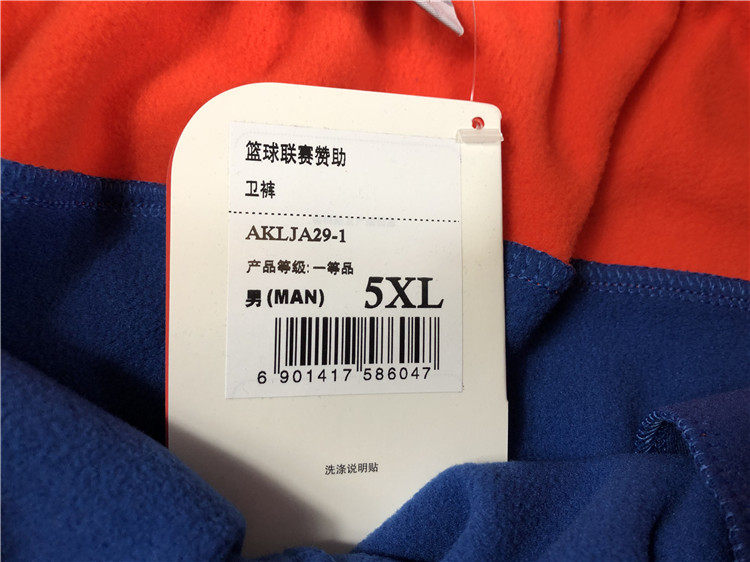 篮球联赛赞助
卫裤
AKLJA29-1
产品等级:一等品
男(MAN) 5XL
6 901417 586047
洗涤说明贴